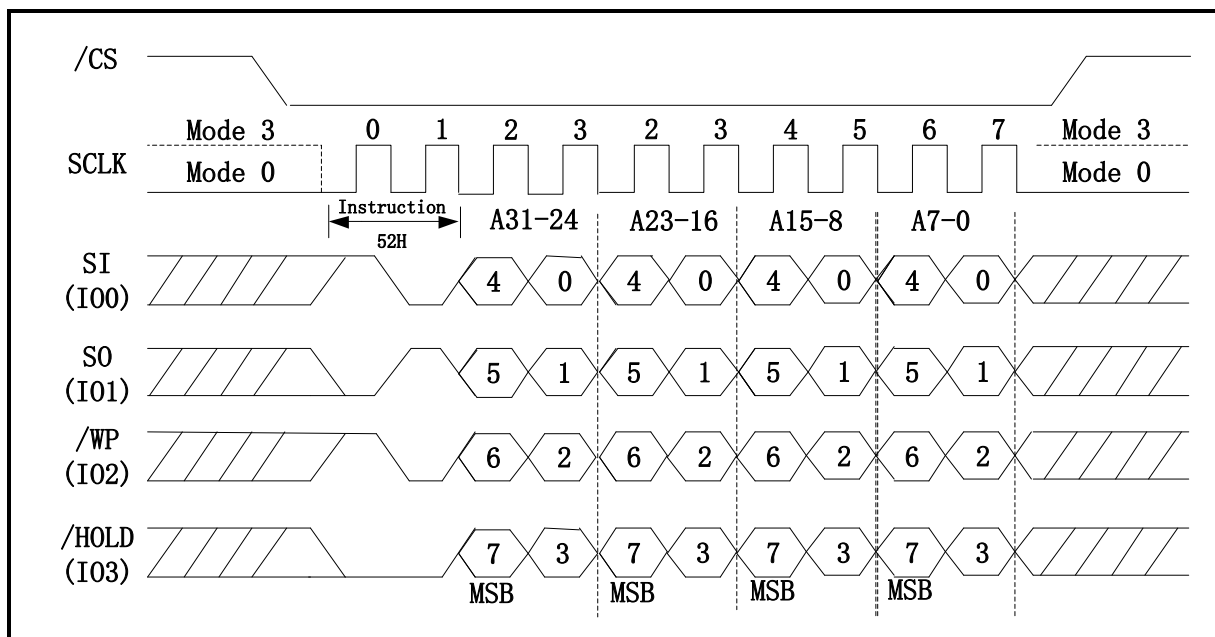 /CS
Mode 3 0 1 2 3 2 3 4 5 6 7 Mode 3
SCLK
Mode 0 Mode 0
Instruction
52H
A31-24 A23-16 A15-8 A7-0
SI
(IO0)
4 0 4 0 4 0 4 0
SO
(IO1)
5 1 5 1 5 1 5 1
/WP
(IO2)
6 2 6 2 6 2 6 2
/HOLD
(IO3)
7 3 7 3 7 3 7 3
MSB MSB MSB MSB